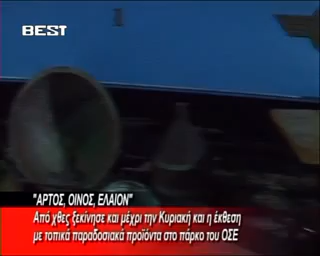 BEST
"ΑΡΤΟΣ, ΟΙΝΟΣ, ΕΛΑΙΟΝ"
Από χθες ξεκίνησε και μέχρι την Κυριακή και η έκθεση
με τοπικά παραδοσιακά προϊόντα στο πάρκο του ΟΣΕ